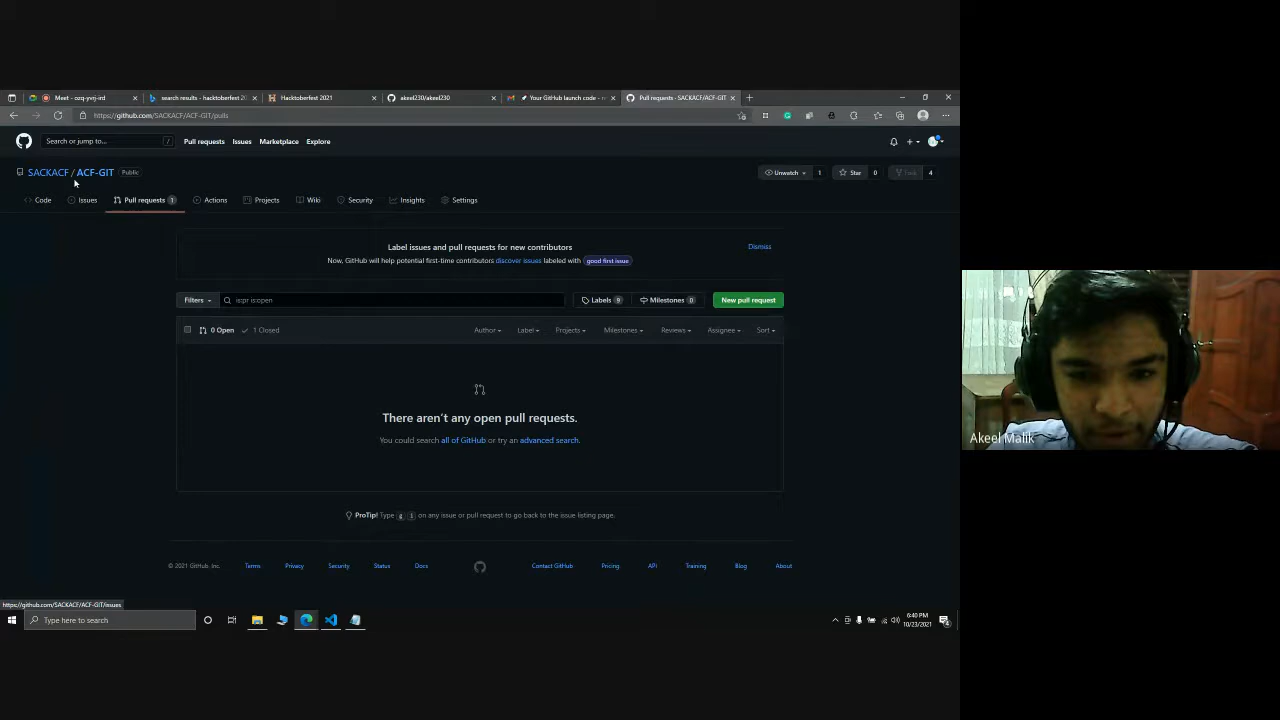 Meet - ozq-yvrj-ird
search results - hacktoberfest 2
Hacktoberfest 2021
akeel230/akeel230
Your GitHub launch code -
Pull requests - SACKACF/ACF-GIT
https://github.com/SACKACF/ACF-GIT/pulls
Search or jump to... /
Pull requests Issues Marketplace Explore
SACKACF / ACF-GIT Public
Unwatch 1 Star 0 Fork 4
Code Issues Pull requests 1 Actions Projects Wiki Security Insights Settings
Label issues and pull requests for new contributors
Dismiss
Now, GitHub will help potential first-time contributors discover issues labeled with good first issue
Filters is:pr is:open Labels 9 Milestones 0 New pull request
0 Open 1 Closed Author Label Projects Milestones Reviews Assignee Sort
There aren't any open pull requests.
You could search all of GitHub or try an advanced search.
ProTip! Type g i on any issue or pull request to go back to the issue listing page.
© 2021 GitHub, Inc. Terms Privacy Security Status Docs Contact GitHub Pricing API Training Blog About
https://github.com/SACKACF/ACF-GIT/issues
Type here to search
6:40 PM
10/23/2021
Akeel Malik